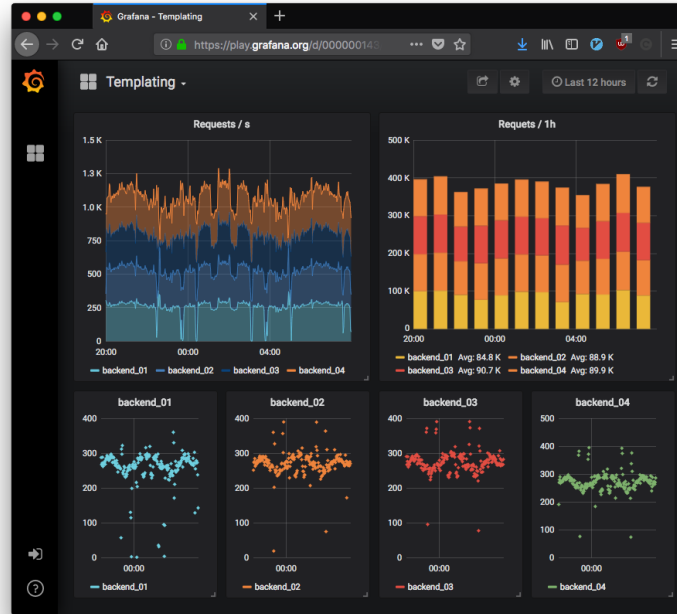 Grafana - Templating
https://play.grafana.org/d/000000143
1
Templating
Last 12 hours
Requests / s
1.5 K
1.3 K
1.0 K
750
500
250
0
20:00 00:00 04:00
backend_01 backend_02 backend_03 backend_04
Requets / 1h
500 K
400 K
300 K
200 K
100 K
0
20:00 00:00 04:00
backend_01 Avg: 84.8 K backend_02 Avg: 88.9 K
backend_03 Avg: 90.7 K backend_04 Avg: 89.9 K
backend_01
400
300
200
100
0
00:00
backend_01
backend_02
400
300
200
100
0
00:00
backend_02
backend_03
400
300
200
100
0
00:00
backend_03
backend_04
500
400
300
200
100
0
00:00
backend_04